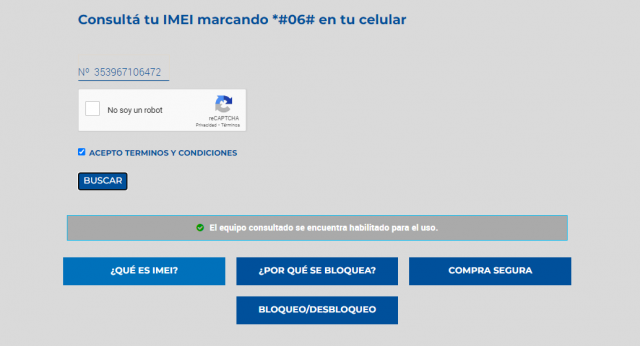 Consultá tu IMEI marcando *#06# en tu celular
Nº 353967106472
No soy un robot
reCAPTCHA
Privacidad - Términos
ACEPTO TERMINOS Y CONDICIONES
BUSCAR
El equipo consultado se encuentra habilitado para el uso.
¿QUÉ ES IMEI?
¿POR QUÉ SE BLOQUEA?
COMPRA SEGURA
BLOQUEO/DESBLOQUEO